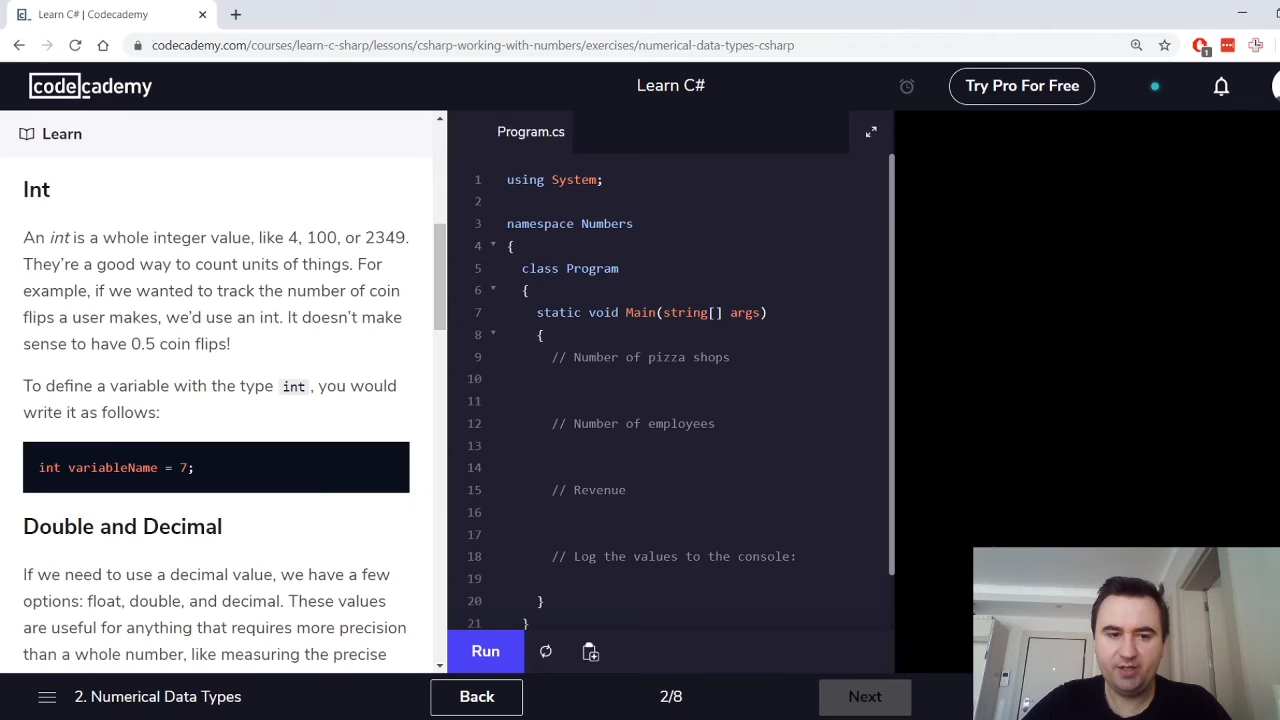 Learn C# | Codecademy
codecademy.com/courses/learn-c-sharp/lessons/csharp-working-with-numbers/exercises/numerical-data-types-csharp
1
codecademy
Learn C#
Try Pro For Free
Learn
Program.cs
Int
An int is a whole integer value, like 4, 100, or 2349.
They’re a good way to count units of things. For
example, if we wanted to track the number of coin
flips a user makes, we’d use an int. It doesn’t make
sense to have 0.5 coin flips!
To define a variable with the type int, you would
write it as follows:
int variableName = 7;
Double and Decimal
If we need to use a decimal value, we have a few
options: float, double, and decimal. These values
are useful for anything that requires more precision
than a whole number, like measuring the precise
1 using System;
2
3 namespace Numbers
4 {
5 class Program
6 {
7 static void Main(string[] args)
8 {
9 // Number of pizza shops
10
11
12 // Number of employees
13
14
15 // Revenue
16
17
18 // Log the values to the console:
19
20 }
21 }
Run
2. Numerical Data Types
Back
2/8
Next